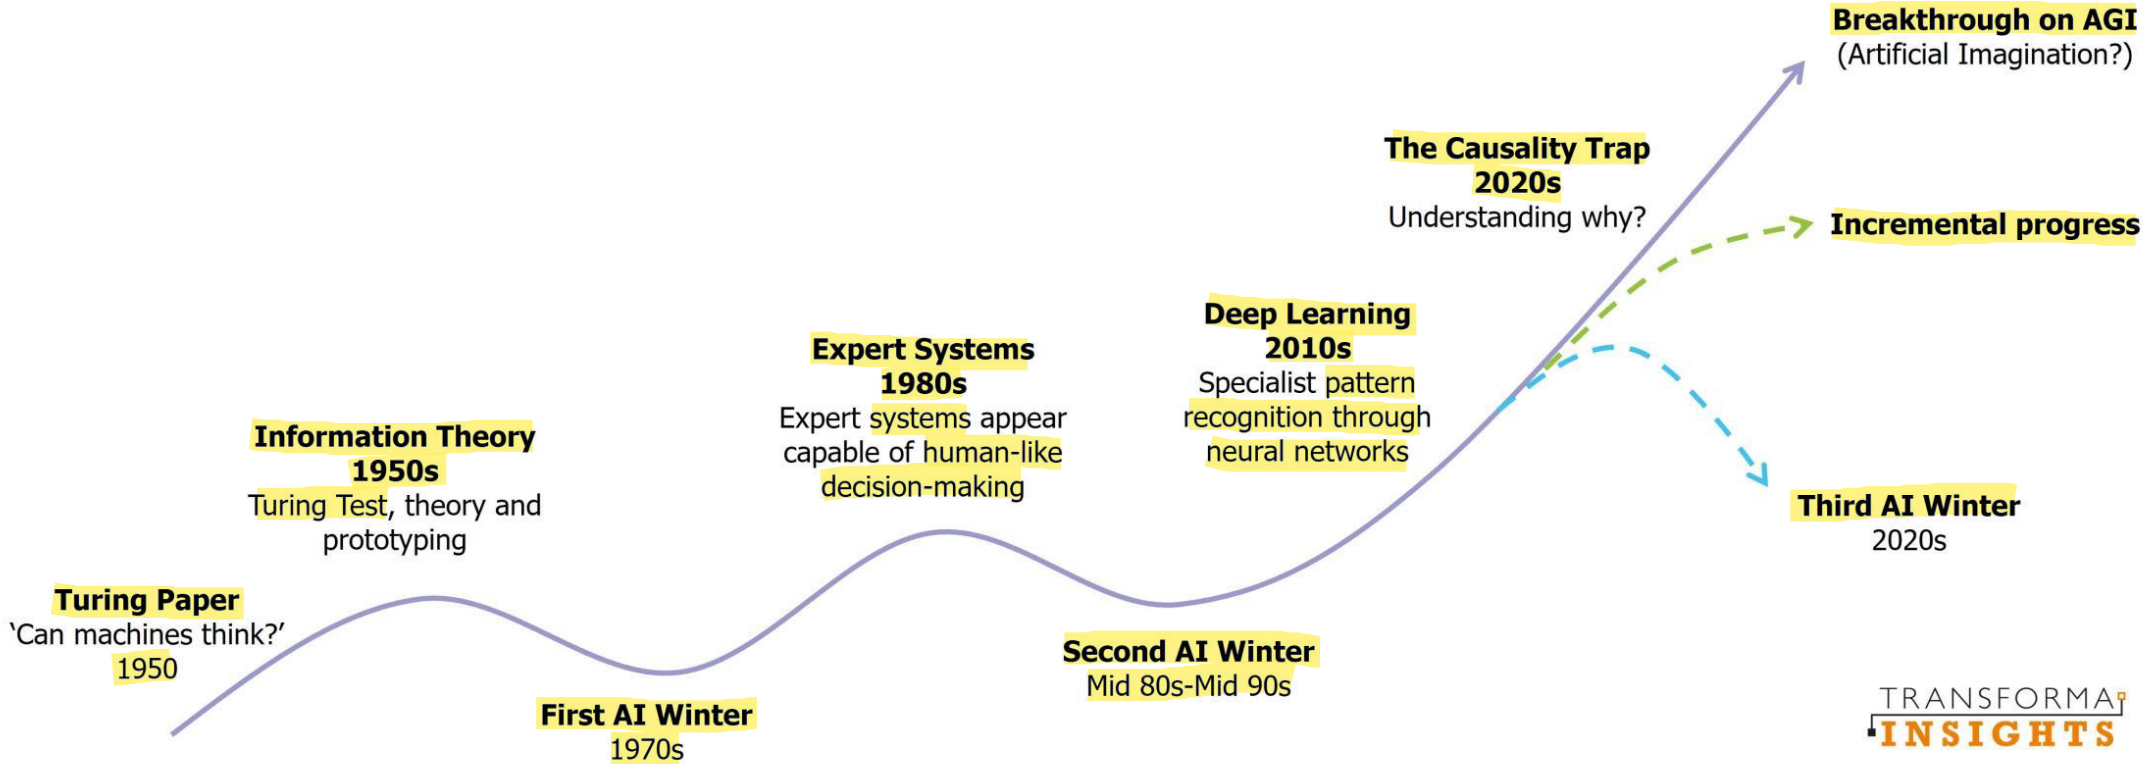 Turing Paper
‘Can machines think?’
1950
Information Theory
1950s
Turing Test, theory and
prototyping
First AI Winter
1970s
Expert Systems
1980s
Expert systems appear
capable of human-like
decision-making
Second AI Winter
Mid 80s-Mid 90s
Deep Learning
2010s
Specialist pattern
recognition through
neural networks
The Causality Trap
2020s
Understanding why?
Breakthrough on AGI
(Artificial Imagination?)
Incremental progress
Third AI Winter
2020s
TRANSFORMA
INSIGHTS